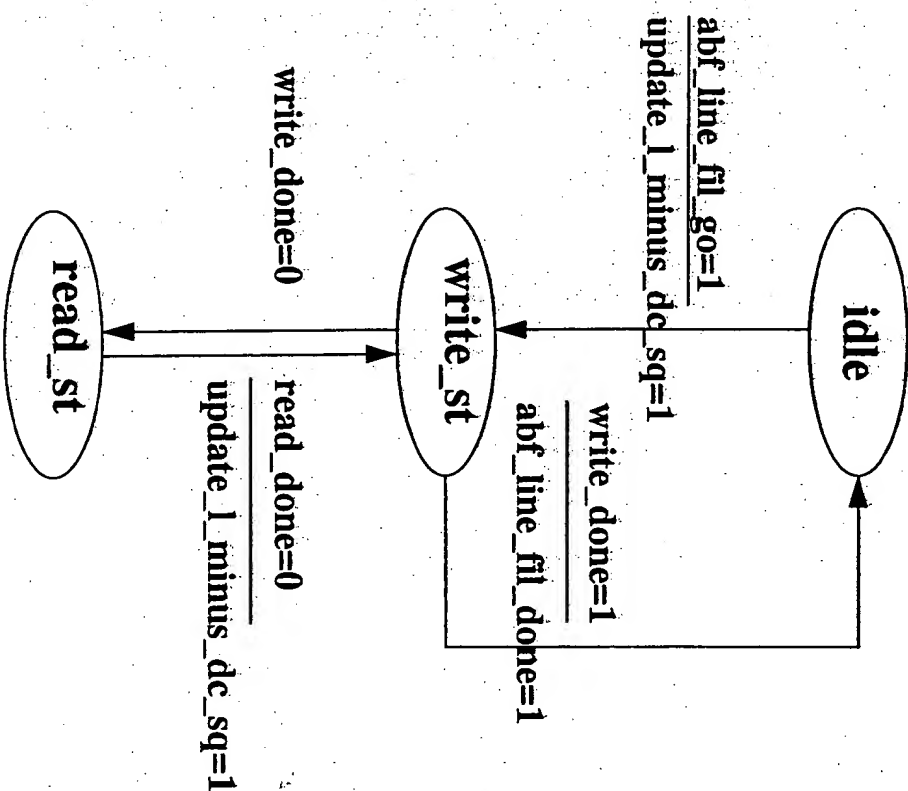 idle
abf_line_fil_go=1
update_1_minus_dc_sq=1
write_done=1
abf_line_fil_done=1
write_st
write_done=0
read_done=0
update_1_minus_dc_sq=1
read_st